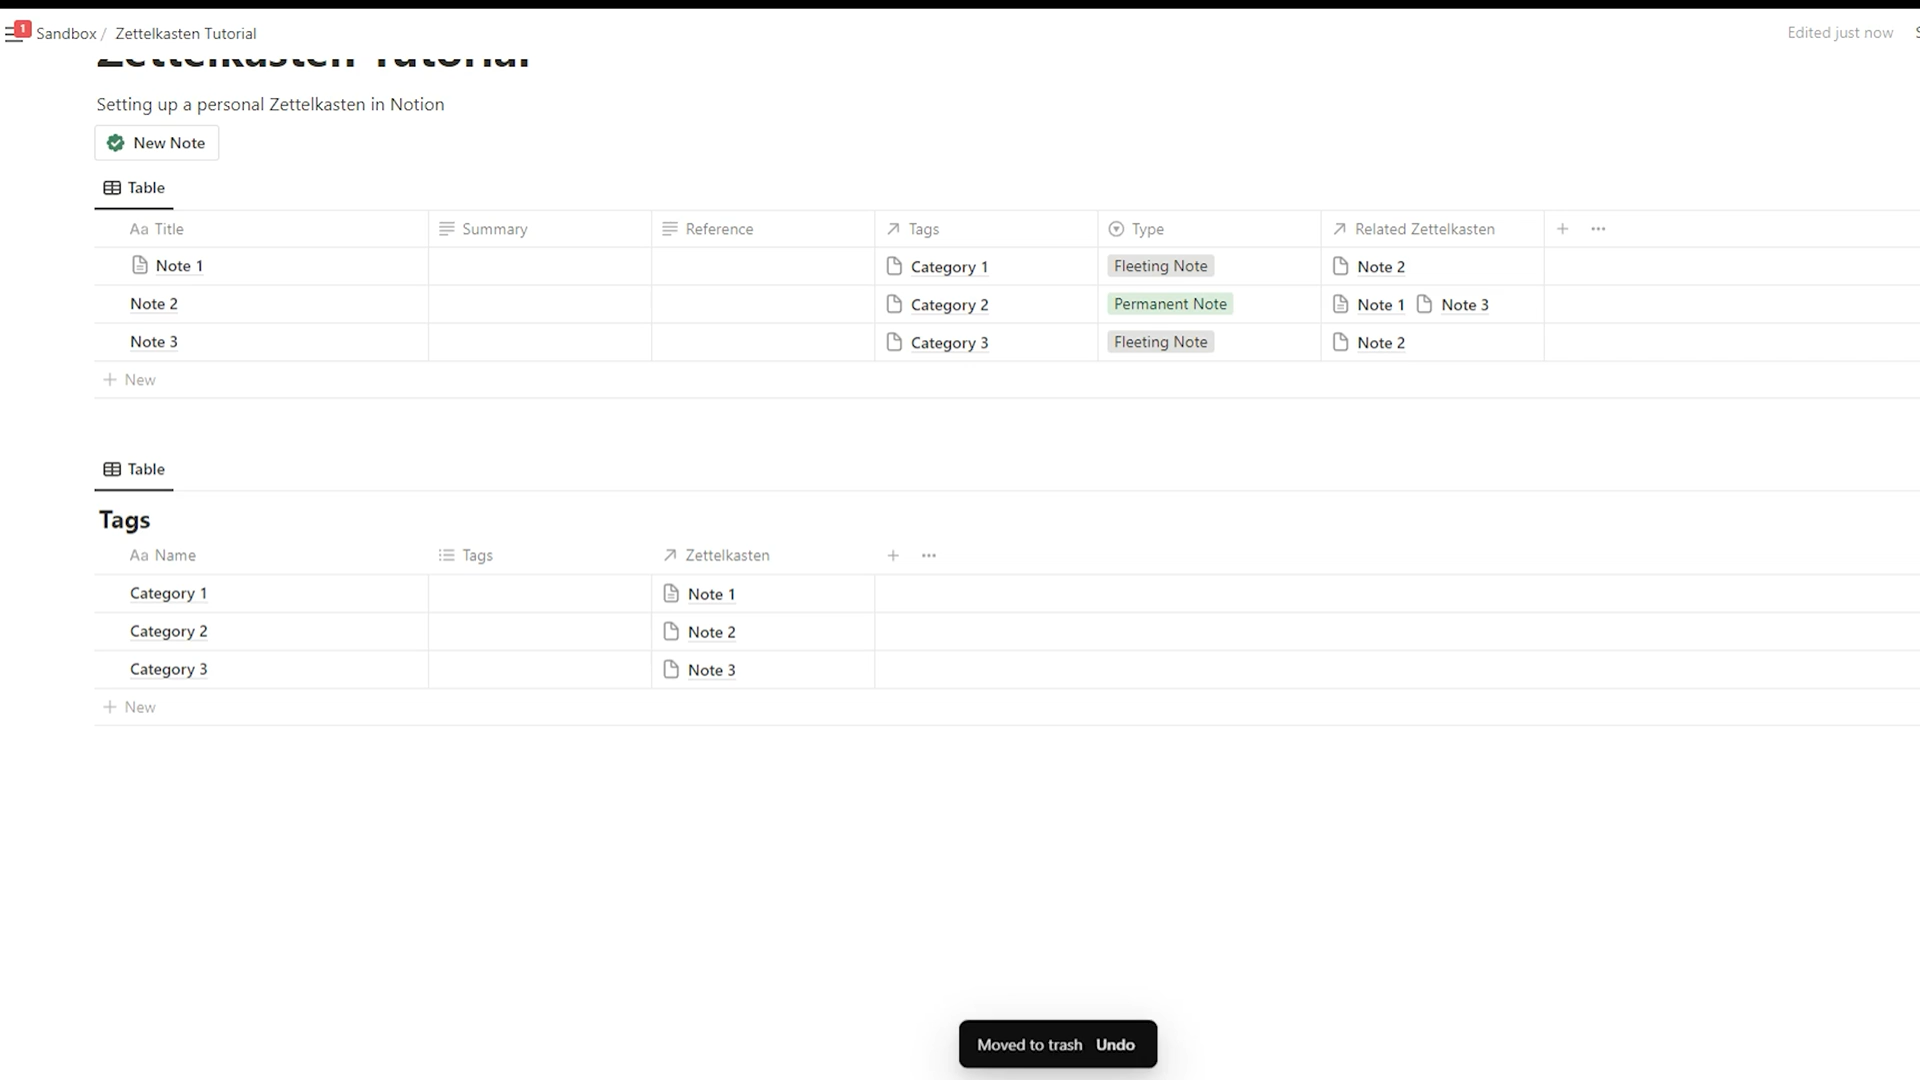 1
Sandbox / Zettelkasten Tutorial
Edited just now
Zettelkasten Tutorial
Setting up a personal Zettelkasten in Notion
New Note
Table
Aa Title Summary Reference Tags Type Related Zettelkasten
Note 1 Category 1 Fleeting Note Note 2
Note 2 Category 2 Permanent Note Note 1 Note 3
Note 3 Category 3 Fleeting Note Note 2
+ New
Table
Tags
Aa Name Tags Zettelkasten
Category 1 Note 1
Category 2 Note 2
Category 3 Note 3
+ New
Moved to trash Undo